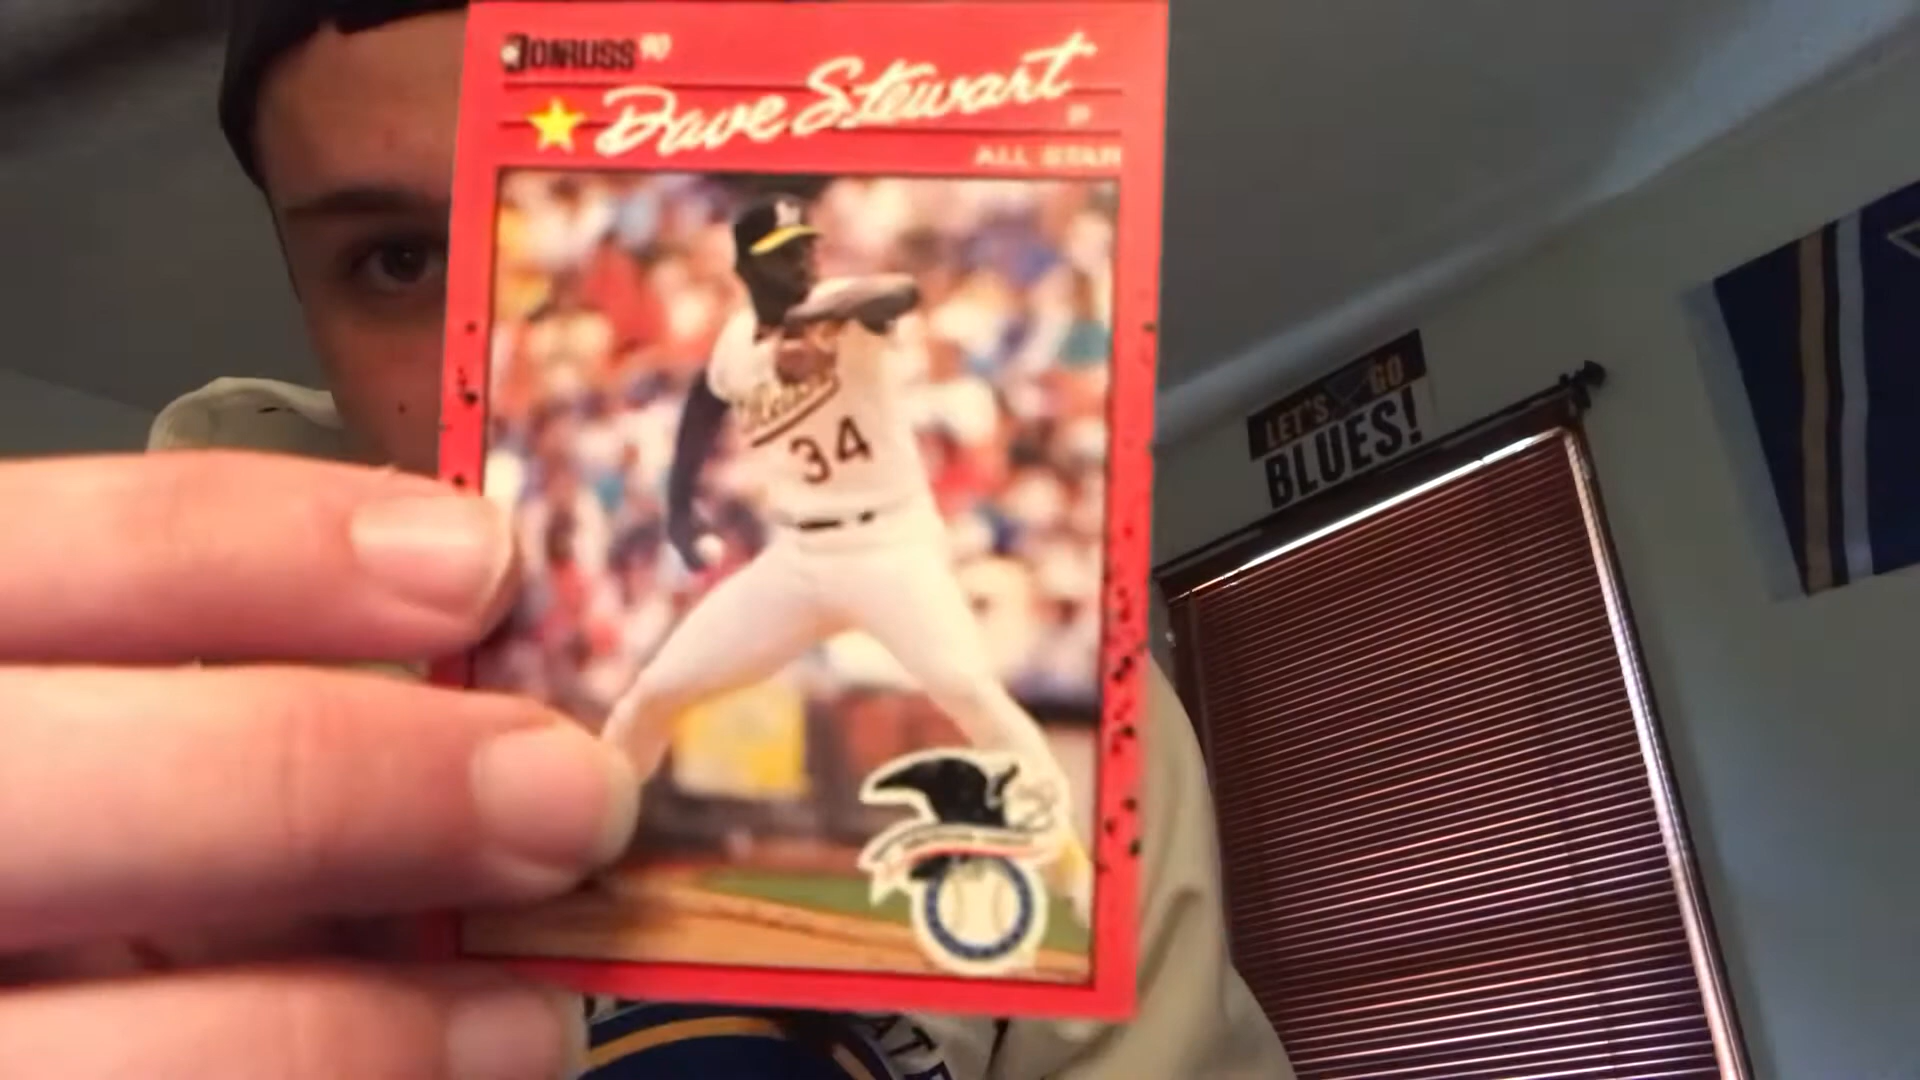 DONRUSS '90
Dave Stewart
P
ALL STAR
34
LET'S GO
BLUES!